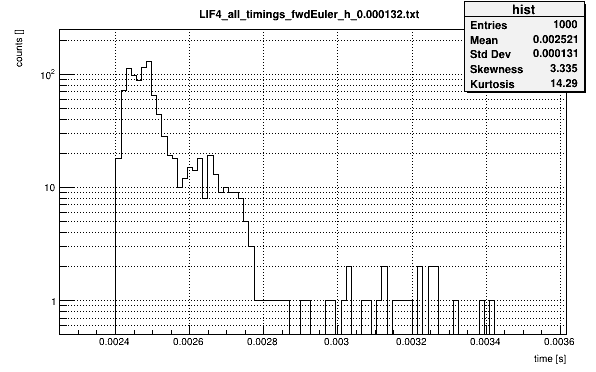 LIF4_all_timings_fwdEuler_h_0.000132.txt
hist
Entries 1000
Mean 0.002521
Std Dev 0.000131
Skewness 3.335
Kurtosis 14.29
counts []
10²
10
1
0.0024 0.0026 0.0028 0.003 0.0032 0.0034 0.0036
time [s]